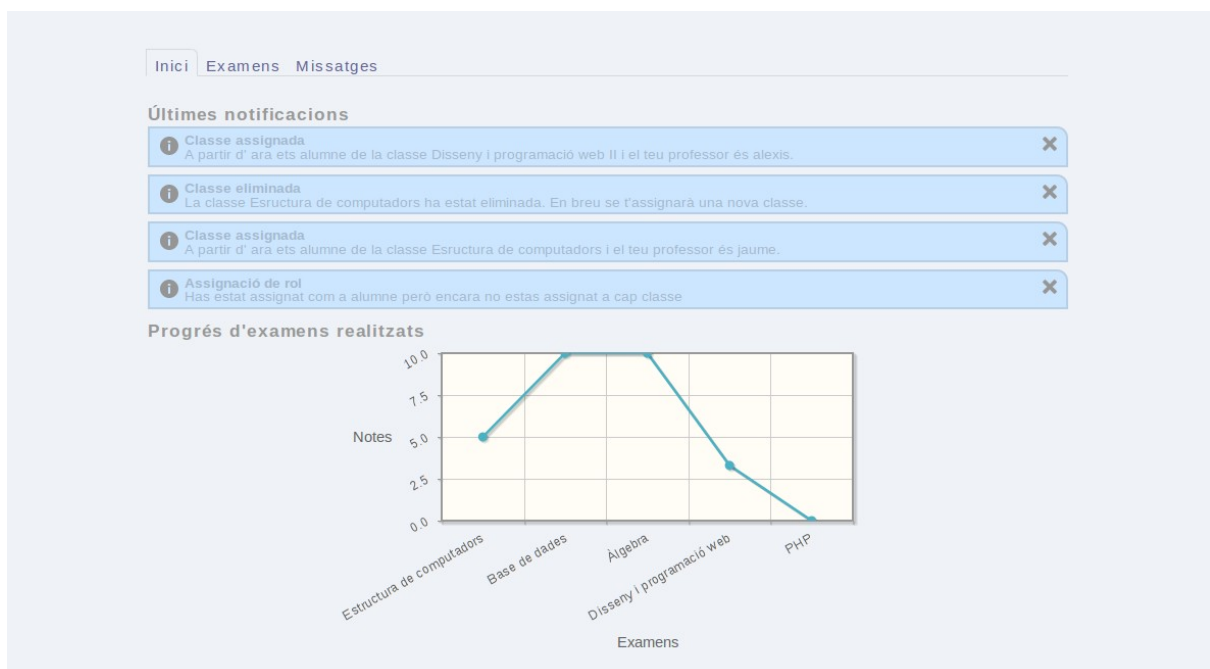 Inici Examens Missatges
Últimes notificacions
Classe assignada
A partir d' ara ets alumne de la classe Disseny i programació web II i el teu professor és alexis.
Classe eliminada
La classe Esructura de computadors ha estat eliminada. En breu se t'assignarà una nova classe.
Classe assignada
A partir d' ara ets alumne de la classe Esructura de computadors i el teu professor és jaume.
Assignació de rol
Has estat assignat com a alumne però encara no estas assignat a cap classe
Progrés d'examens realitzats
10.0
7.5
Notes
5.0
2.5
0.0
Estructura de computadors
Base de dades
Àlgebra
Disseny i programació web
PHP
Examens